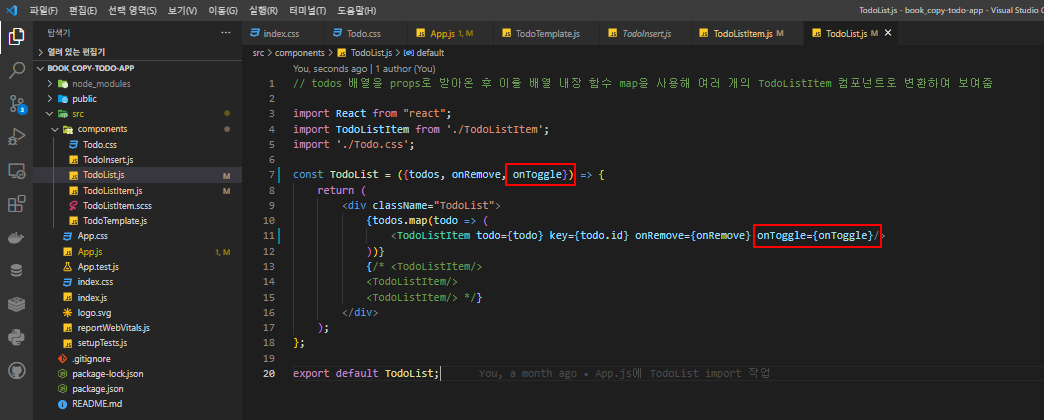 파일(F) 편집(E) 선택 영역(S) 보기(V) 이동(G) 실행(R) 터미널(T) 도움말(H) TodoList.js - book_copy-todo-app - Visual Studio C
탐색기 ···
열려 있는 편집기
BOOK_COPY-TODO-APP
node_modules
public
src
components
Todo.css
TodoInsert.js
TodoList.js M
TodoListItem.js M
TodoListItem.scss
TodoTemplate.js
App.css
App.js 1, M
App.test.js
index.css
index.js
logo.svg
reportWebVitals.js
setupTests.js
.gitignore
package-lock.json
package.json
README.md
3
index.css Todo.css App.js 1, M TodoTemplate.js TodoInsert.js TodoListItem.js M TodoList.js M
src > components > TodoList.js > default
You, seconds ago | 1 author (You)
1 // todos 배열을 props로 받아온 후 이를 배열 내장 함수 map을 사용해 여러 개의 TodoListItem 컴포넌트로 변환하여 보여줌
2
3 import React from "react";
4 import TodoListItem from './TodoListItem';
5 import './Todo.css';
6
7 const TodoList = ({todos, onRemove, onToggle}) => {
8 return (
9 <div className="TodoList">
10 {todos.map(todo => (
11 <TodoListItem todo={todo} key={todo.id} onRemove={onRemove} onToggle={onToggle}/>
12 ))}
13 {/* <TodoListItem/>
14 <TodoListItem/>
15 <TodoListItem/> */}
16 </div>
17 );
18 };
19
20 export default TodoList; You, a month ago • App.js에 TodoList import 작업